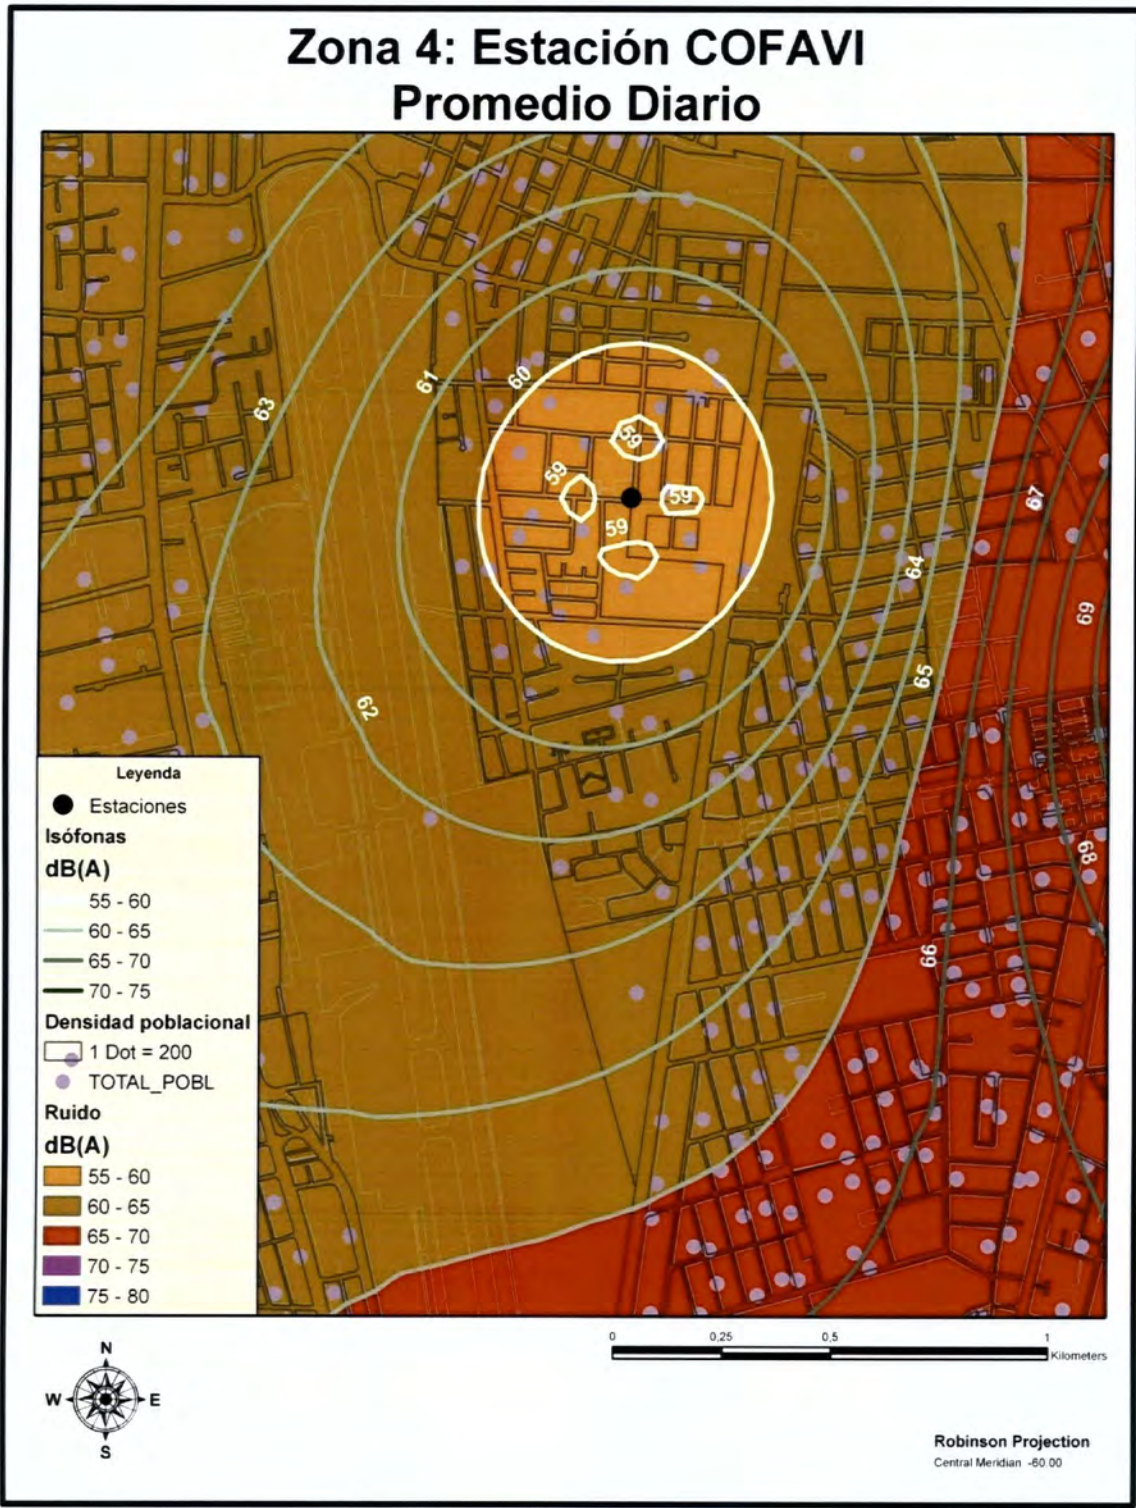 Zona 4: Estación COFAVI
Promedio Diario
61
60
63
59
59
59
59
67
64
69
65
62
68
66
Leyenda
Estaciones
Isófonas
dB(A)
55 - 60
60 - 65
65 - 70
70 - 75
Densidad poblacional
1 Dot = 200
TOTAL_POBL
Ruido
dB(A)
55 - 60
60 - 65
65 - 70
70 - 75
75 - 80
N
W
E
S
0
0,25
0,5
1
Kilometers
Robinson Projection
Central Meridian -60.00